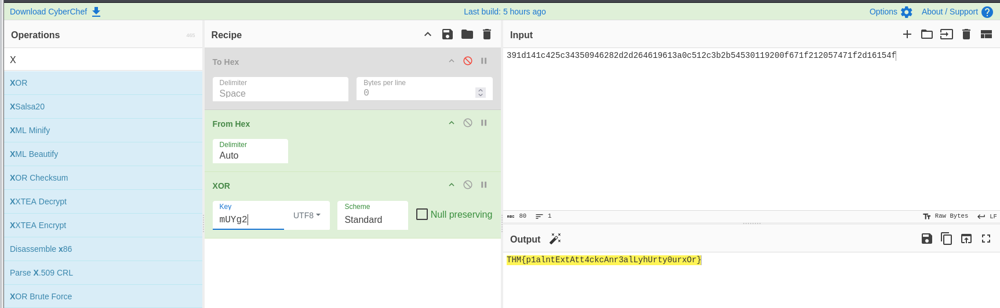 Download CyberChef
Last build: 5 hours ago
Options
About / Support
Operations
465
X
XOR
XSalsa20
XML Minify
XML Beautify
XOR Checksum
XXTEA Decrypt
XXTEA Encrypt
Disassemble x86
Parse X.509 CRL
XOR Brute Force
Recipe
To Hex
Delimiter
Space
Bytes per line
0
From Hex
Delimiter
Auto
XOR
Key
mUYg2
UTF8
Scheme
Standard
Null preserving
Input
391d141c425c34350946282d2d264619613a0c512c3b2b54530119200f671f212057471f2d16154f
ABC 80
1
Raw Bytes
LF
Output
THM{p1alntExtAtt4ckcAnr3alLyhUrty0urxOr}